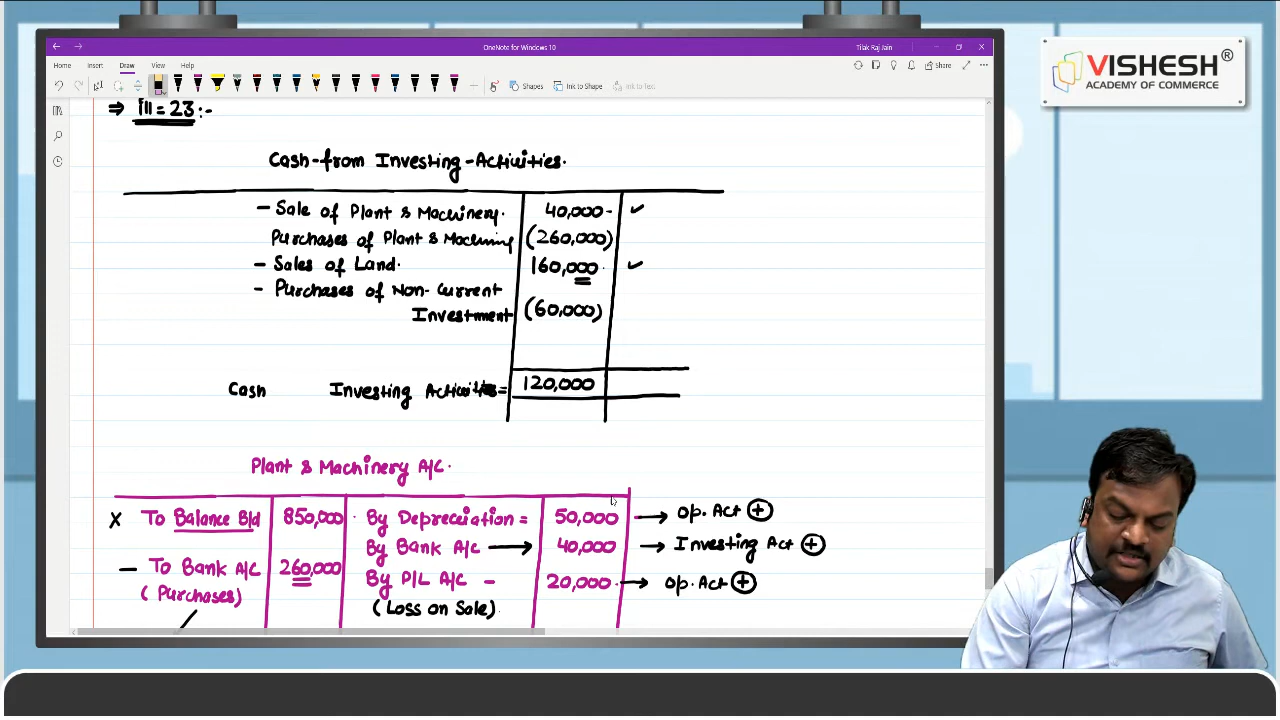 OneNote for Windows 10
Tilak Raj Jain
Home Insert Draw View Help
Shapes Ink to Shape Ink to Text
Share
VISHESH®
ACADEMY OF COMMERCE
⇒ Ill = 23 :-
Cash-from Investing-Activities.
- Sale of Plant & Machinery. 40,000 ✓
Purchases of Plant & Machinery (260,000)
- Sales of Land. 160,000 ✓
- Purchases of Non-Current
Investment (60,000)
Cash Investing Activities = 120,000
Plant & Machinery A/C.
X To Balance B/d 850,000 By Depreciation = 50,000 → Op. Act +
By Bank A/C → 40,000 → Investing Act +
- To Bank A/C 260,000
(Purchases)
By P/L A/C - 20,000 → op. Act +
(Loss on Sale)